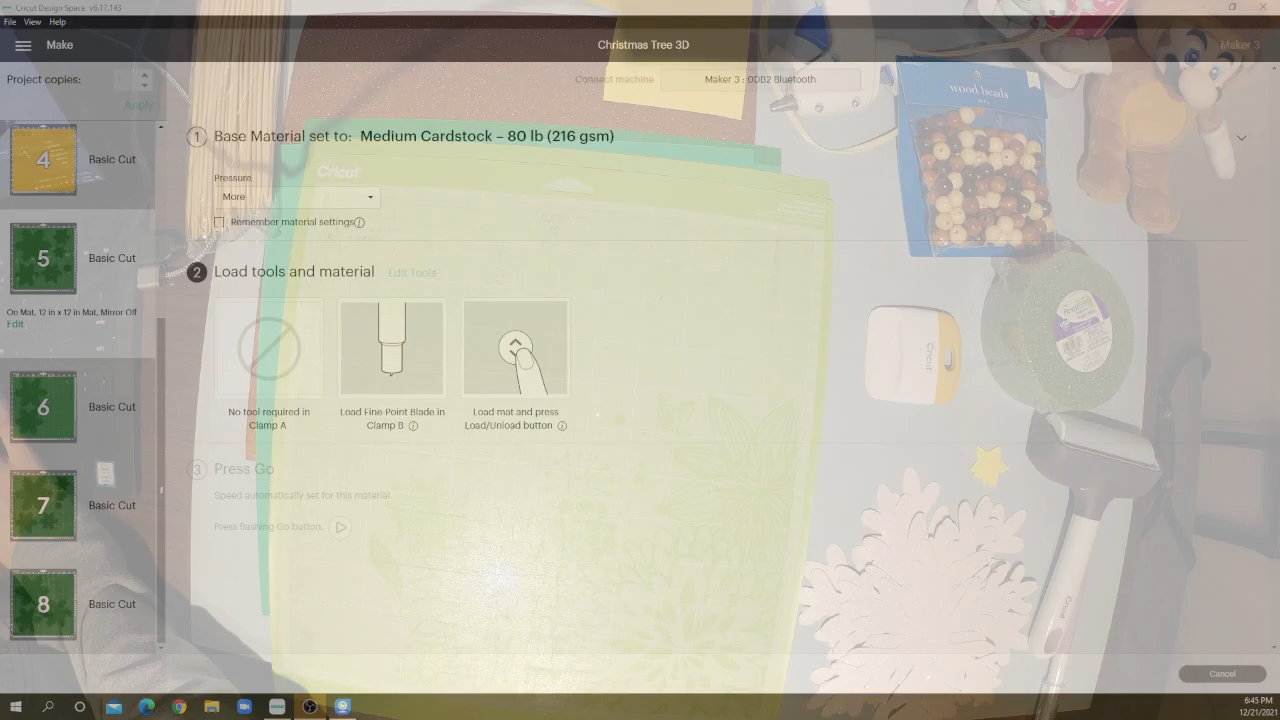 Cricut Design Space v6.17.143
File View Help
Make
Christmas Tree 3D
Maker 3
Project copies:
Connect machine
Maker 3 : ODB2 Bluetooth
Apply
wood beads
1 Base Material set to: Medium Cardstock – 80 lb (216 gsm)
4 Basic Cut
Cricut
Pressure
More
Remember material settings
5 Basic Cut
2 Load tools and material Edit Tools
On Mat, 12 in x 12 in Mat, Mirror Off
Edit
Cricut
6 Basic Cut
No tool required in
Clamp A
Load Fine-Point Blade in
Clamp B
Load mat and press
Load/Unload button
3 Press Go
Speed automatically set for this material.
7 Basic Cut
Press flashing Go button.
8 Basic Cut
Cricut
Cancel
6:45 PM
12/21/2021